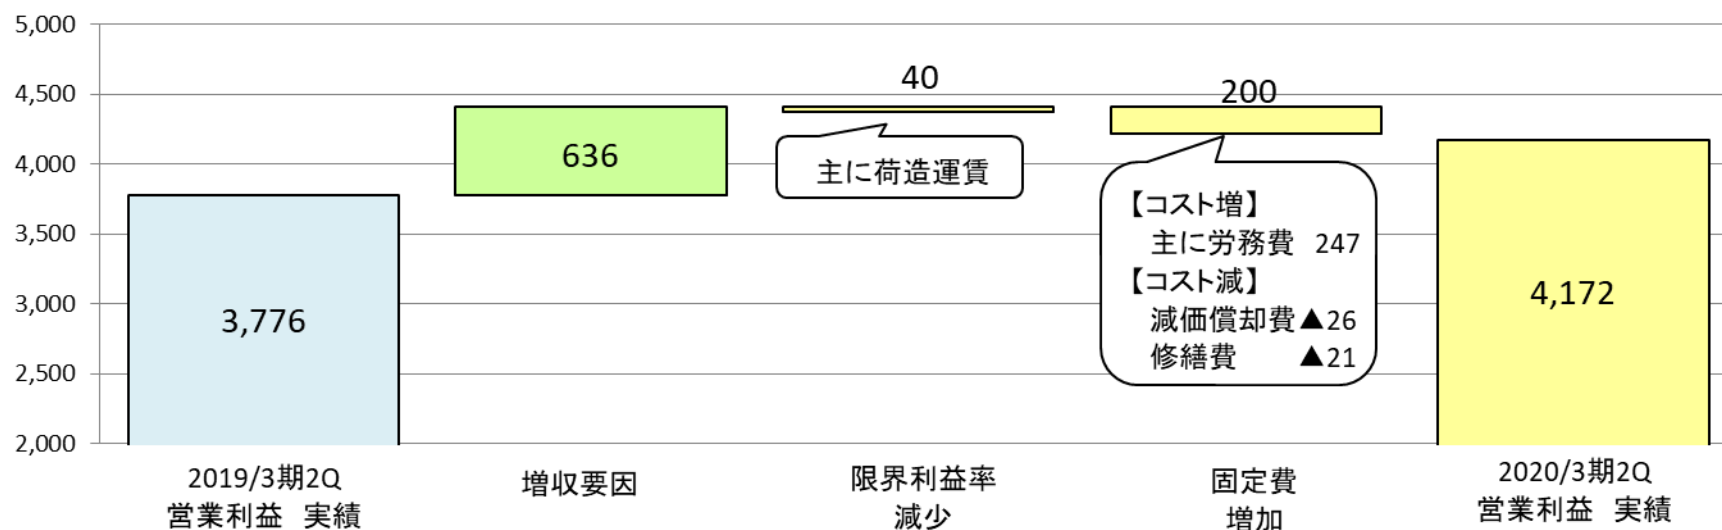 5,000
4,500
4,000
3,500
3,000
2,500
2,000
3,776
636
40
主に荷造運賃
200
【コスト増】
主に労務費 247
【コスト減】
減価償却費▲26
修繕費 ▲21
4,172
2019/3期2Q
営業利益 実績
増収要因
限界利益率
減少
固定費
増加
2020/3期2Q
営業利益 実績